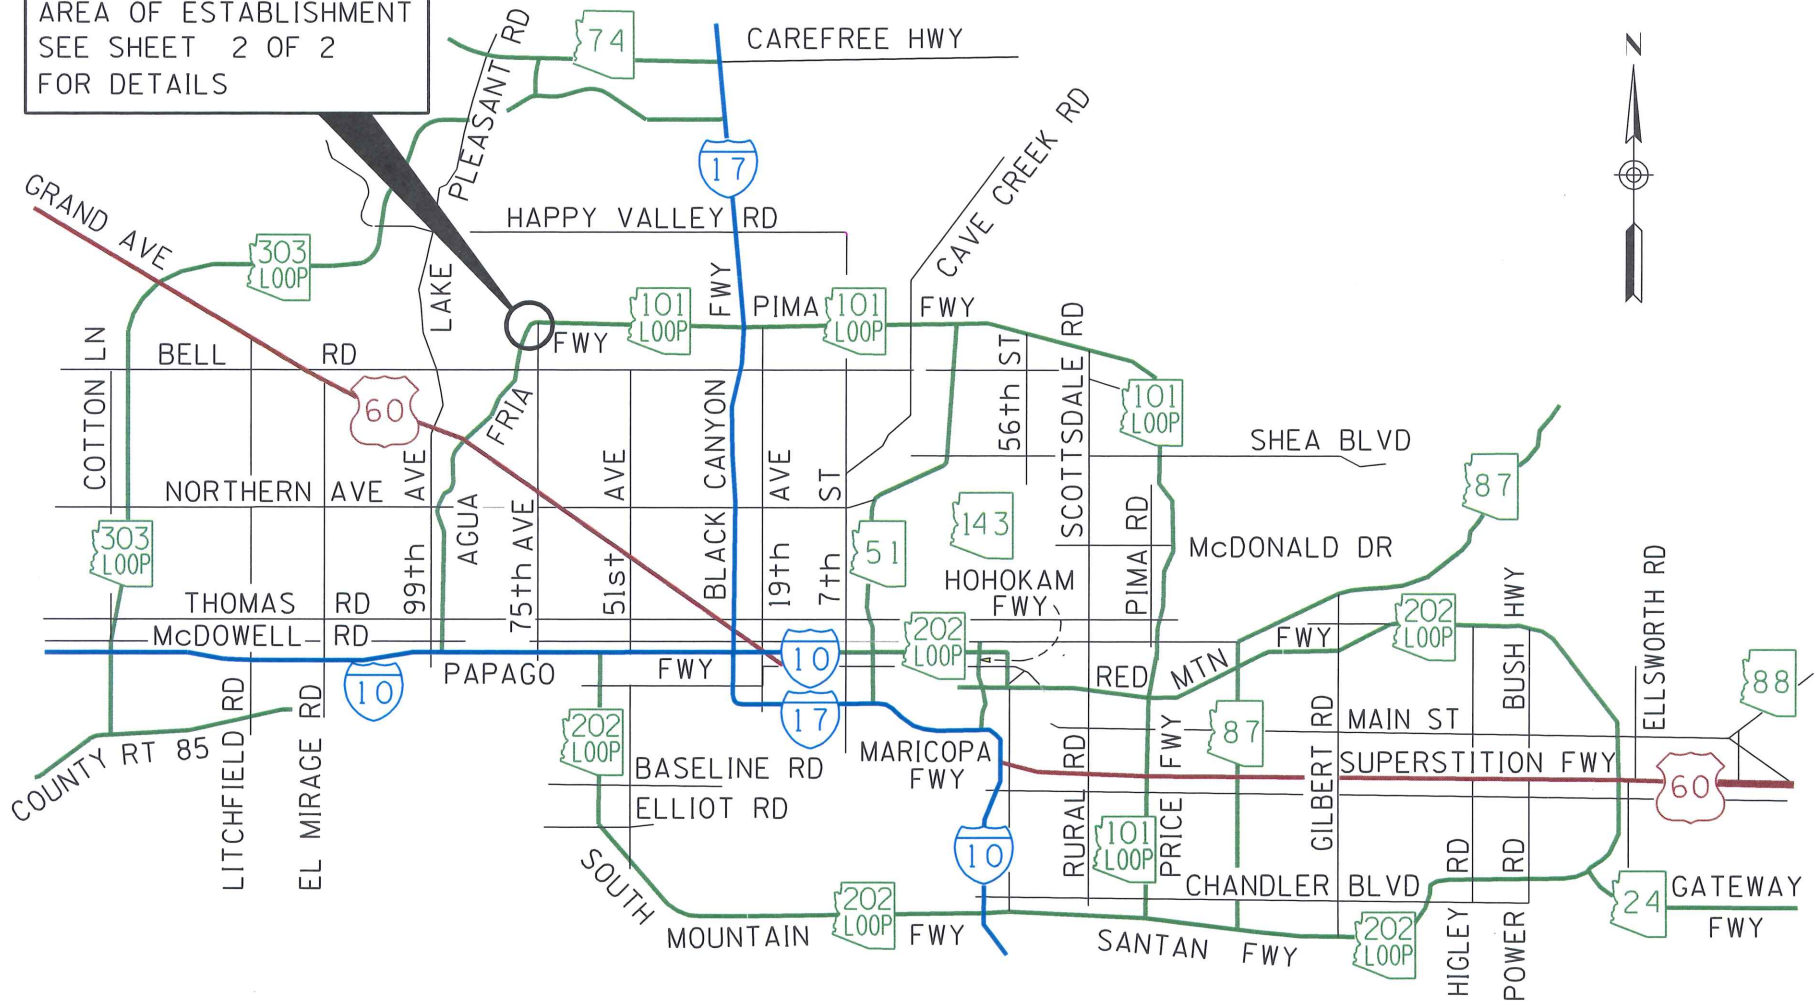 AREA OF ESTABLISHMENT
SEE SHEET 2 OF 2
FOR DETAILS
LAKE PLEASANT RD
74
CAREFREE HWY
N
17
CAVE CREEK RD
GRAND AVE
HAPPY VALLEY RD
303
LOOP
101
LOOP
PIMA
101
LOOP
FWY
AGUA FRIA FWY
BLACK CANYON FWY
COTTON LN
BELL RD
60
56th ST
SCOTTSDALE RD
101
LOOP
SHEA BLVD
NORTHERN AVE
99th AVE
75th AVE
51st AVE
19th AVE
7th ST
87
143
51
303
LOOP
PIMA RD
McDONALD DR
HOHOKAM
FWY
THOMAS RD
McDOWELL RD
202
LOOP
202
LOOP
BUSH HWY
ELLSWORTH RD
10
PAPAGO FWY
10
RED MTN FWY
88
17
202
LOOP
87
MAIN ST
COUNTY RT 85
LITCHFIELD RD
EL MIRAGE RD
BASELINE RD
MARICOPA
FWY
SUPERSTITION FWY
60
ELLIOT RD
RURAL RD
PRICE FWY
GILBERT RD
10
101
LOOP
CHANDLER BLVD
HIGLEY RD
POWER RD
24
GATEWAY
FWY
SOUTH MOUNTAIN FWY
202
LOOP
SANTAN FWY
202
LOOP